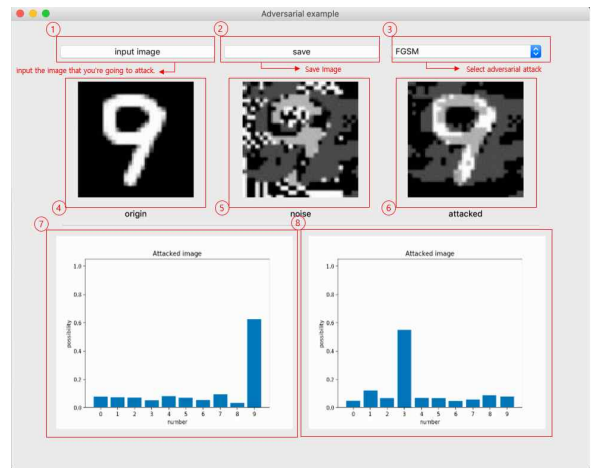 Adversarial example
1
2
3
input image
save
FGSM
Input the image that you're going to attack
Save Image
Select adversarial attack
4
5
6
origin
noise
attacked
7
8
Attacked image
1.0
0.8
0.6
0.4
0.2
0.0
possibility
0 1 2 3 4 5 6 7 8 9
number
Attacked image
1.0
0.8
0.6
0.4
0.2
0.0
possibility
0 1 2 3 4 5 6 7 8 9
number